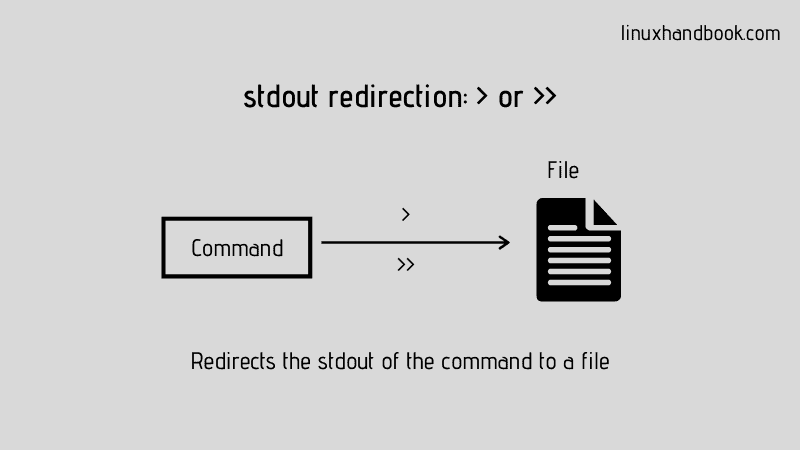 linuxhandbook.com
stdout redirection: > or >>
File
>
Command
>>
Redirects the stdout of the command to a file